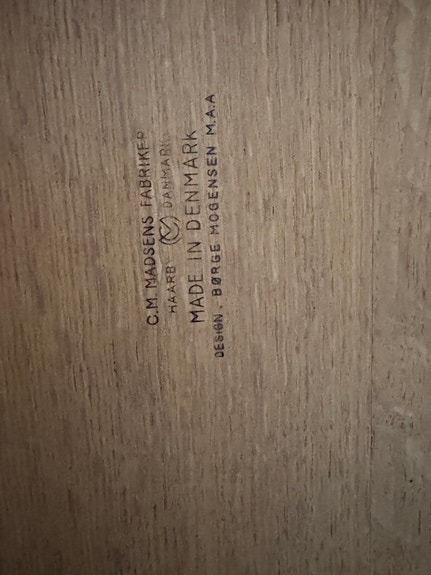 C.M. MADSENS FABRIKER
HAARBY DANMARK
MADE IN DENMARK
DESIGN. BØRGE MOGENSEN M.A.A